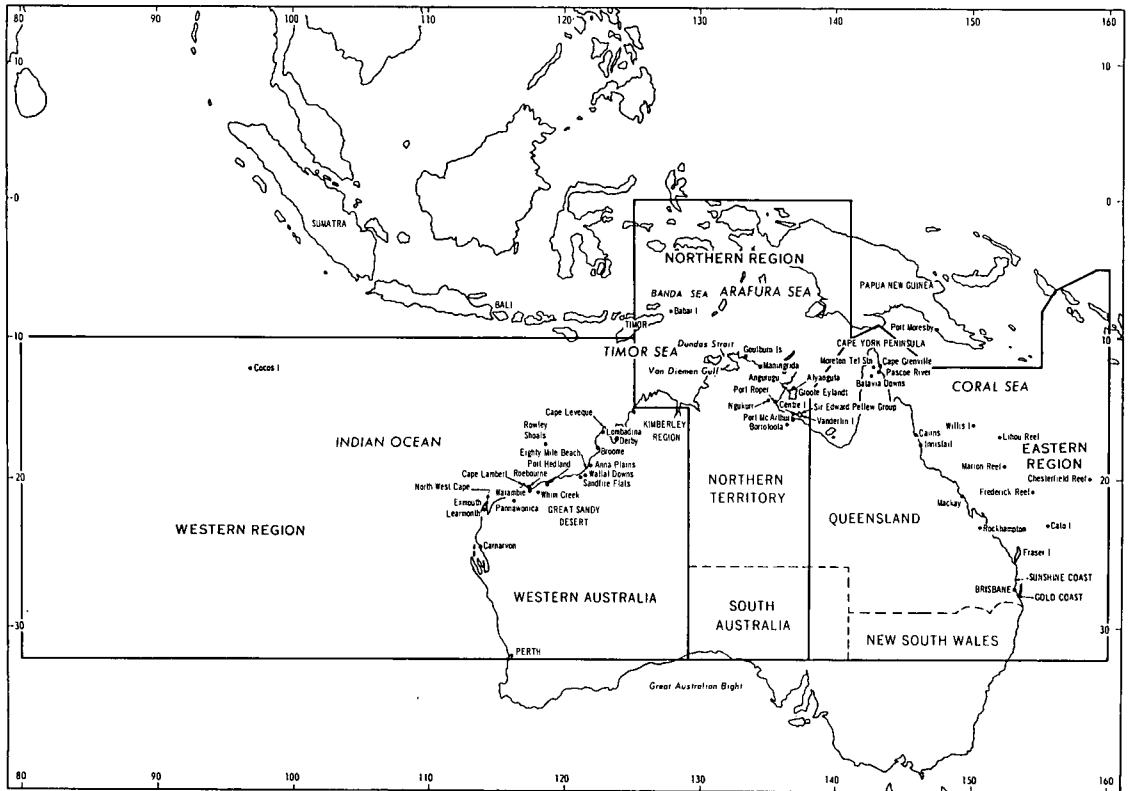 80 90 100 110 120 130 140 150 160
10 10
0 0
SUMATRA
NORTHERN REGION
PAPUA NEW GUINEA
BANDA SEA
ARAFURA SEA
BALI
Babar I
TIMOR
Port Moresby
10 10
TIMOR SEA
Dundas Strait
Goulburn Is
CAPE YORK PENINSULA
Van Diemen Gulf
Maningrida
Moreton Tel Stn
Cape Grenville
Cocos I
Angurugu
Alyangula
Pascoe River
Port Roper
Groote Eylandt
Batavia Downs
CORAL SEA
Ngukurr
Centre I
Sir Edward Pellew Group
Cape Leveque
KIMBERLEY
REGION
Port McArthur
Vanderlin I
Borroloola
Rowley
Shoals
Lombadina
Derby
Willis I
INDIAN OCEAN
Cairns
Lihou Reef
Eighty Mile Beach
Broome
Innisfail
EASTERN
REGION
Port Hedland
Anna Plains
Marion Reef
Cape Lambert
Roebourne
Wallal Downs
NORTHERN
TERRITORY
Chesterfield Reef
20 20
North West Cape
Sandfire Flats
Frederick Reef
Warambie
Whim Creek
Mackay
Exmouth
Pannawonica
GREAT SANDY
DESERT
Learmonth
QUEENSLAND
WESTERN REGION
Rockhampton
Cato I
Carnarvon
Fraser I
SUNSHINE COAST
BRISBANE
WESTERN AUSTRALIA
GOLD COAST
SOUTH
AUSTRALIA
30 30
NEW SOUTH WALES
PERTH
Great Australian Bight
80 90 100 110 120 130 140 150 160